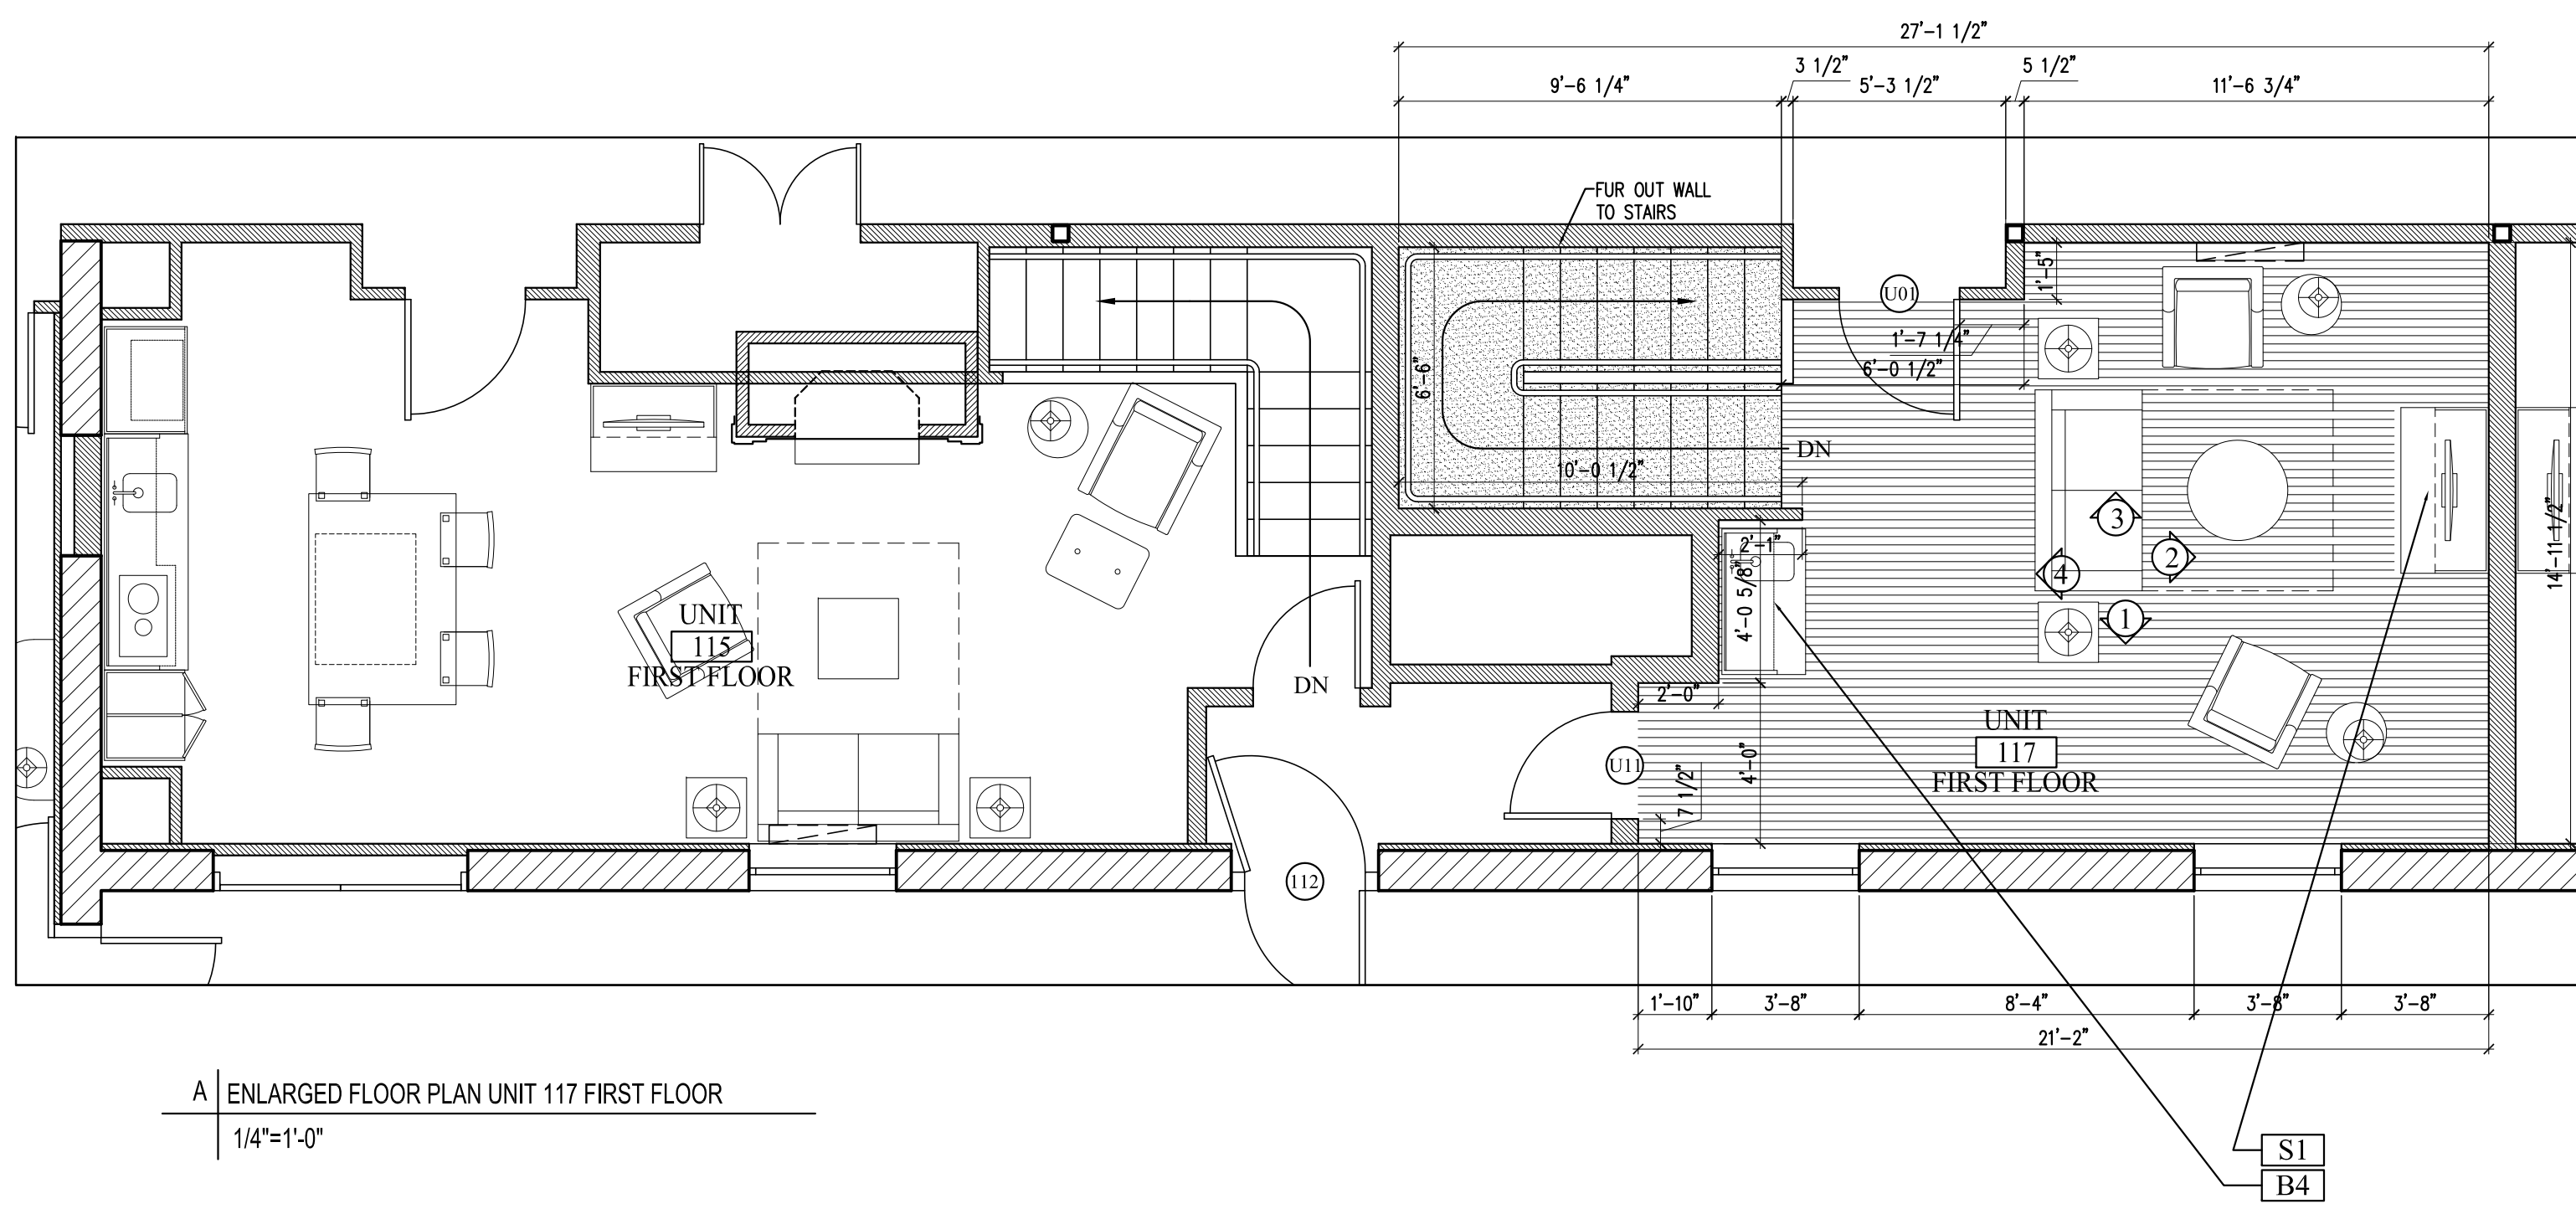 27'-1 1/2"
9'-6 1/4"
3 1/2"
5'-3 1/2"
5 1/2"
11'-6 3/4"
FUR OUT WALL
TO STAIRS
U01
1'-5"
1'-7 1/4"
6'-0 1/2"
6'-6"
10'-0 1/2"
DN
2'-1"
4'-0 5/8"
3
2
4
1
14'-11 1/2"
UNIT
115
FIRST FLOOR
DN
2'-0"
U11
7 1/2"
4'-0"
UNIT
117
FIRST FLOOR
112
1'-10"
3'-8"
8'-4"
3'-8"
3'-8"
21'-2"
A
ENLARGED FLOOR PLAN UNIT 117 FIRST FLOOR
1/4"=1'-0"
S1
B4